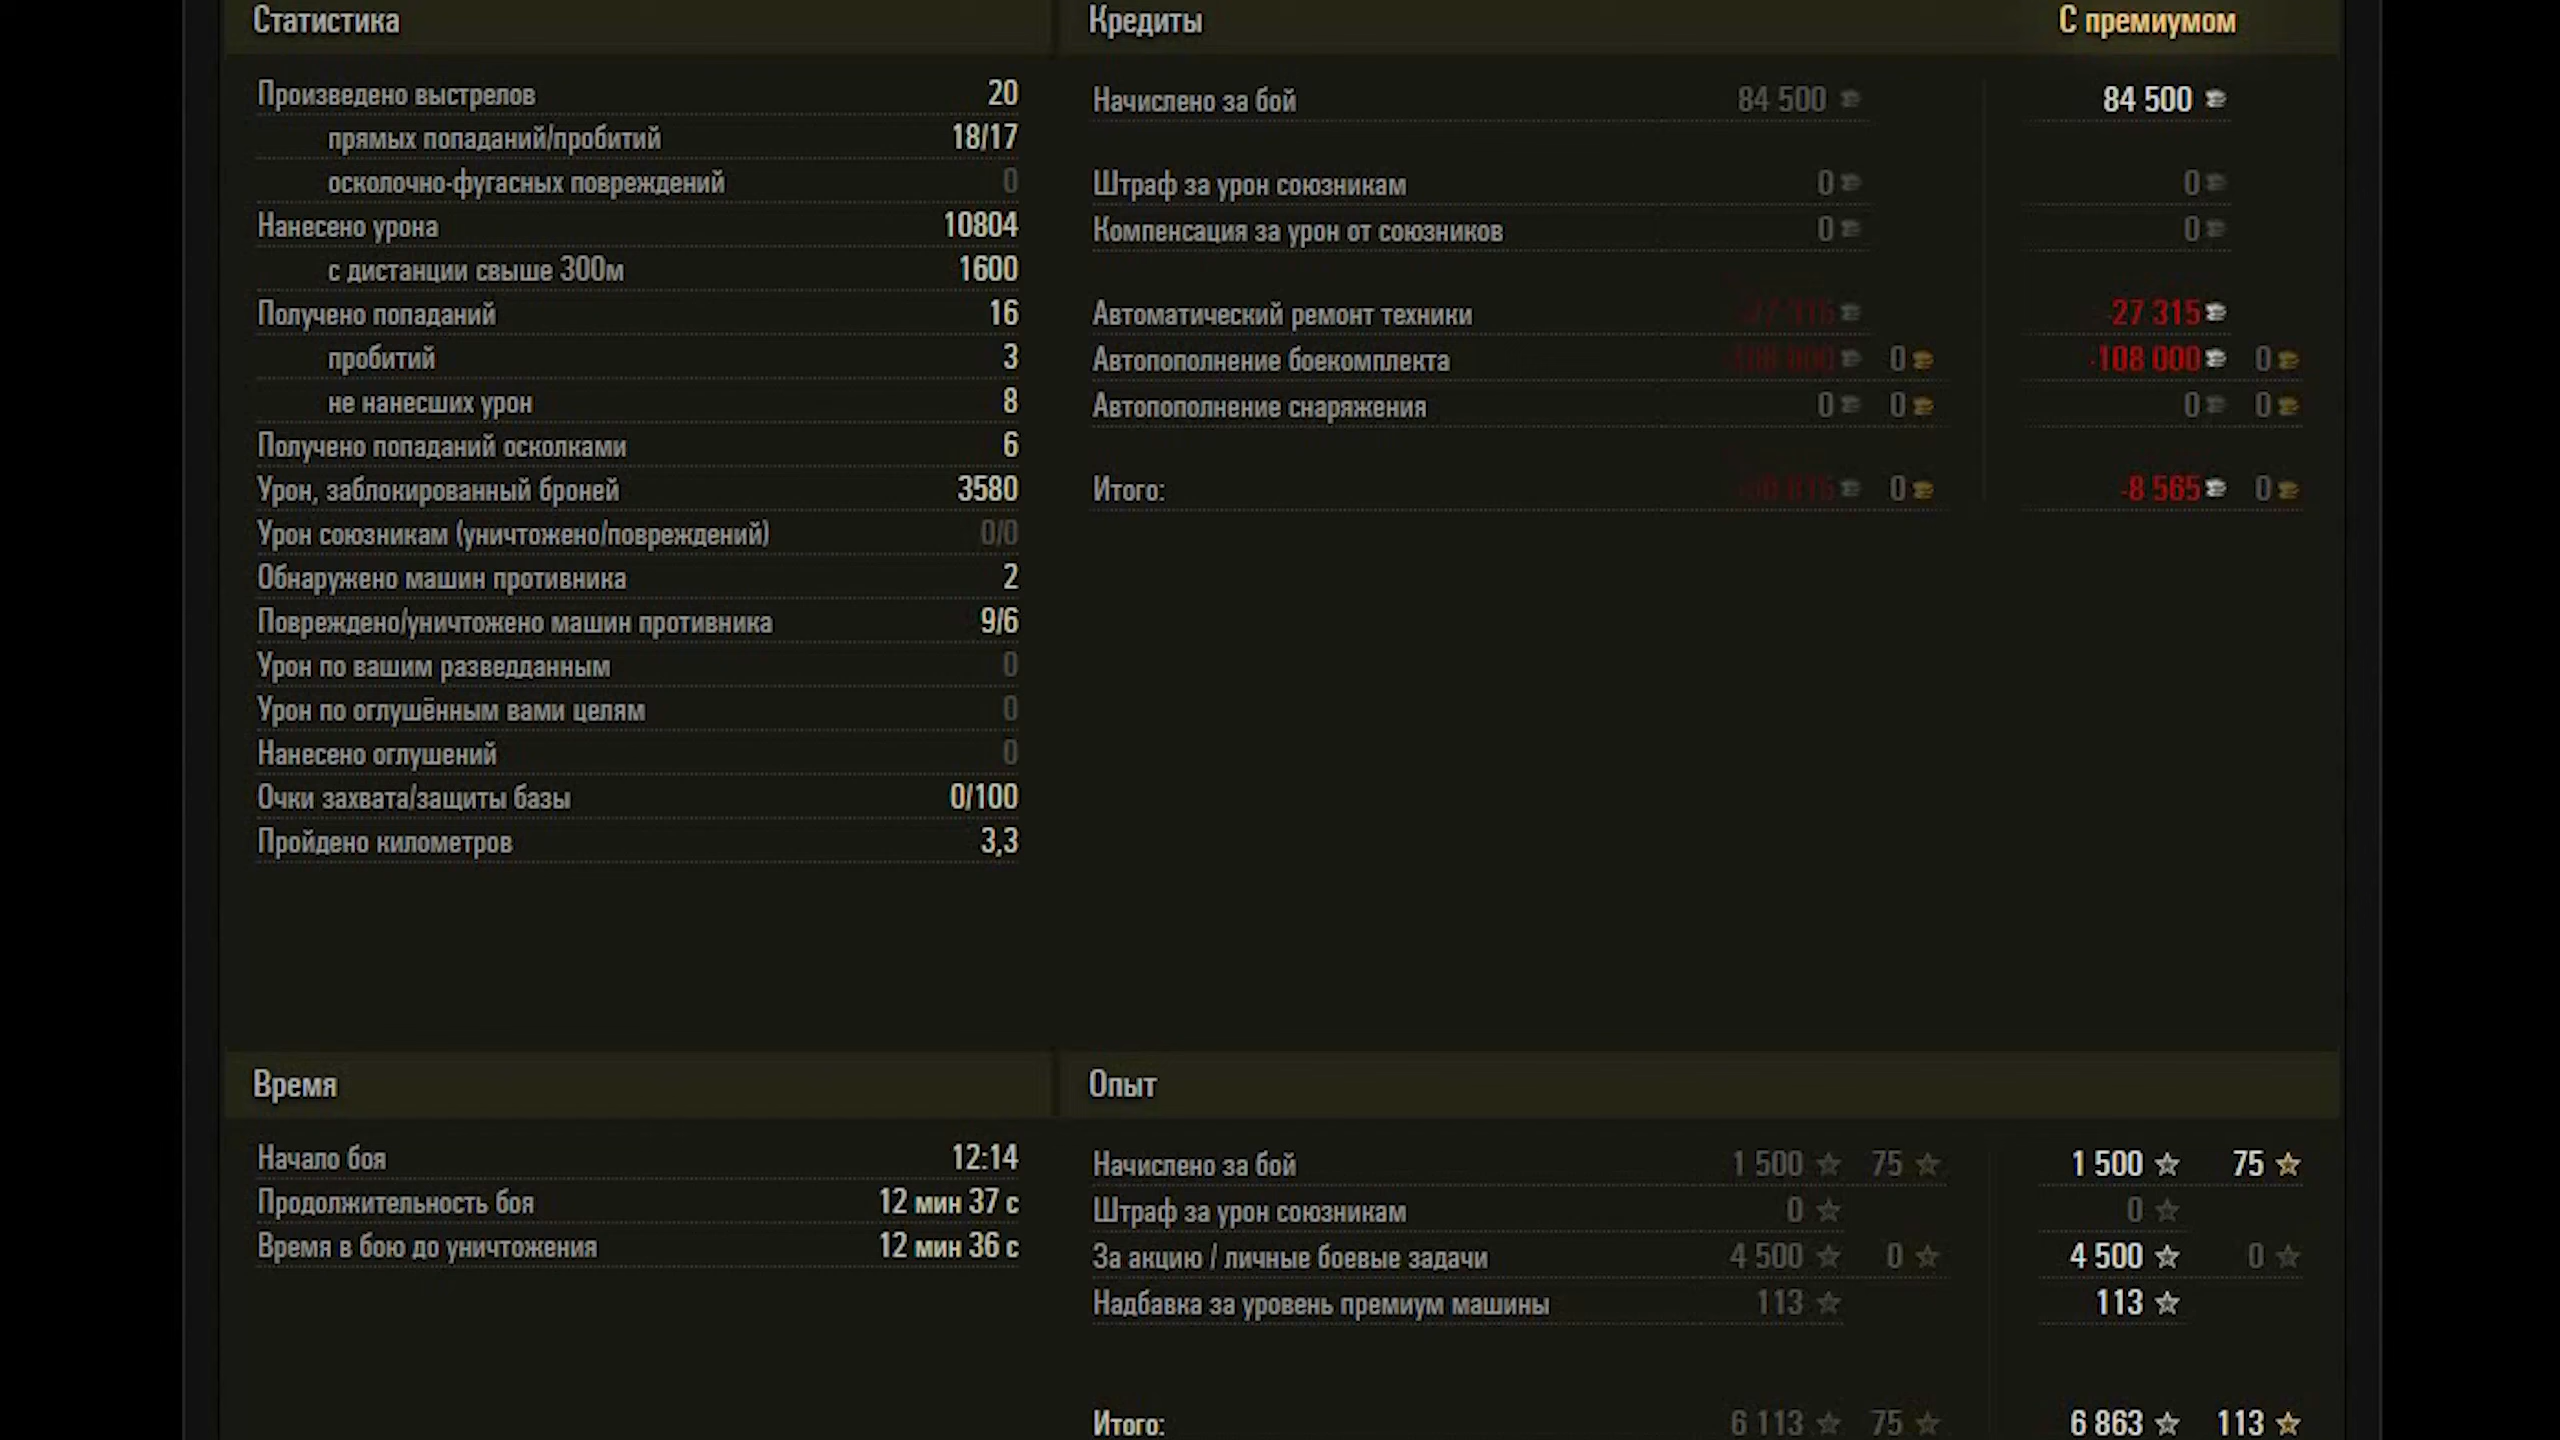 Статистика
Произведено выстрелов 20
прямых попаданий/пробитий 18/17
осколочно-фугасных повреждений 0
Нанесено урона 10804
с дистанции свыше 300м 1600
Получено попаданий 16
пробитий 3
не нанесших урон 8
Получено попаданий осколками 6
Урон, заблокированный броней 3580
Урон союзникам (уничтожено/повреждений) 0/0
Обнаружено машин противника 2
Повреждено/уничтожено машин противника 9/6
Урон по вашим разведданным 0
Урон по оглушённым вами целям 0
Нанесено оглушений 0
Очки захвата/защиты базы 0/100
Пройдено километров 3,3
Кредиты С премиумом
Начислено за бой 84 500 84 500
Штраф за урон союзникам 0 0
Компенсация за урон от союзников 0 0
Автоматический ремонт техники -27 315
Автопополнение боекомплекта 0 -108 000 0
Автопополнение снаряжения 0 0 0 0
Итого: 0 -8 565 0
Время
Начало боя 12:14
Продолжительность боя 12 мин 37 с
Время в бою до уничтожения 12 мин 36 с
Опыт
Начислено за бой 1 500 75 1 500 75
Штраф за урон союзникам 0 0
За акцию / личные боевые задачи 4 500 0 4 500 0
Надбавка за уровень премиум машины 113 113
Итого: 6 113 75 6 863 113